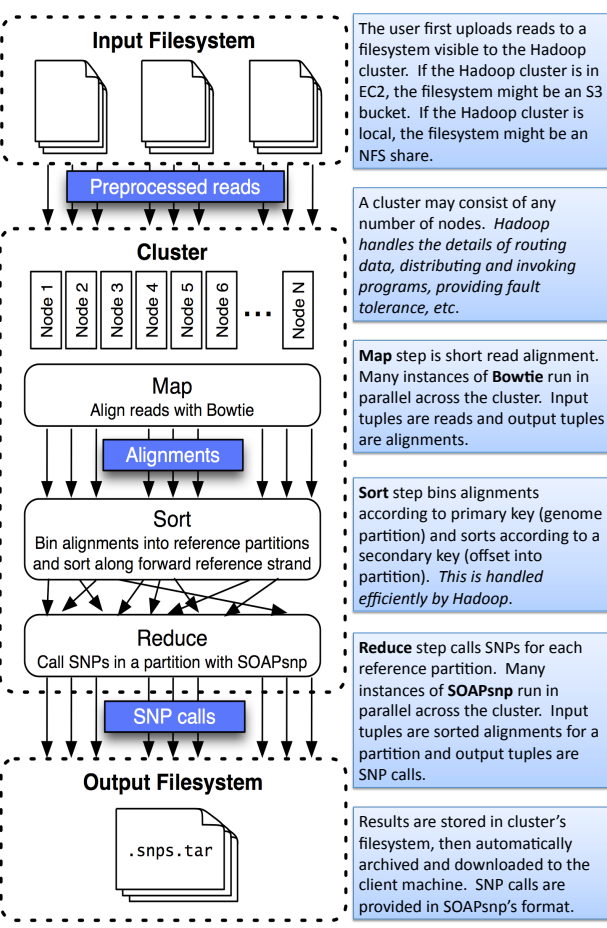 Input Filesystem
The user first uploads reads to a
filesystem visible to the Hadoop
cluster.  If the Hadoop cluster is in
EC2, the filesystem might be an S3
bucket.  If the Hadoop cluster is
local, the filesystem might be an
NFS share.
Preprocessed reads
A cluster may consist of any
number of nodes.  Hadoop
handles the details of routing
data, distributing and invoking
programs, providing fault
tolerance, etc.
Cluster
Node 1
Node 2
Node 3
Node 4
Node 5
Node 6
...
Node N
Map
Align reads with Bowtie
Map step is short read alignment.
Many instances of Bowtie run in
parallel across the cluster.  Input
tuples are reads and output tuples
are alignments.
Alignments
Sort
Bin alignments into reference partitions
and sort along forward reference strand
Sort step bins alignments
according to primary key (genome
partition) and sorts according to a
secondary key (offset into
partition).  This is handled
efficiently by Hadoop.
Reduce
Call SNPs in a partition with SOAPsnp
Reduce step calls SNPs for each
reference partition.  Many
instances of SOAPsnp run in
parallel across the cluster.  Input
tuples are sorted alignments for a
partition and output tuples are
SNP calls.
SNP calls
Output Filesystem
.snps.tar
Results are stored in cluster's
filesystem, then automatically
archived and downloaded to the
client machine.  SNP calls are
provided in SOAPsnp's format.